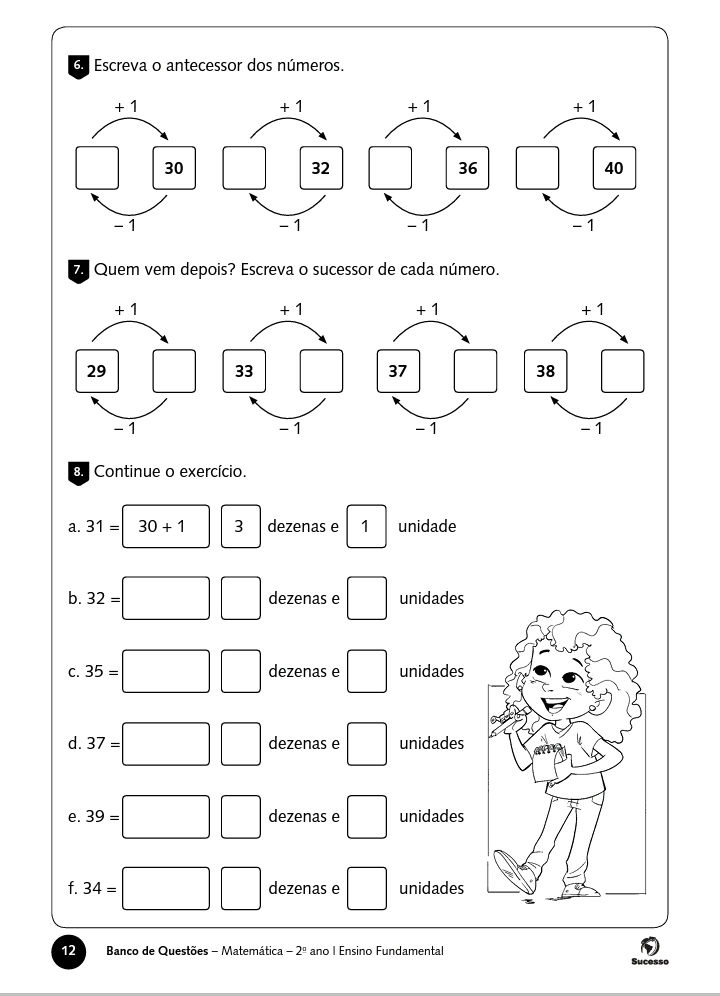 6. Escreva o antecessor dos números.
+ 1 + 1 + 1 + 1
30 32 36 40
– 1 – 1 – 1 – 1
7. Quem vem depois? Escreva o sucessor de cada número.
+ 1 + 1 + 1 + 1
29 33 37 38
– 1 – 1 – 1 – 1
8. Continue o exercício.
a. 31 = 30 + 1 3 dezenas e 1 unidade
b. 32 = dezenas e unidades
c. 35 = dezenas e unidades
d. 37 = dezenas e unidades
e. 39 = dezenas e unidades
f. 34 = dezenas e unidades
12 Banco de Questões – Matemática – 2º ano | Ensino Fundamental
Sucesso